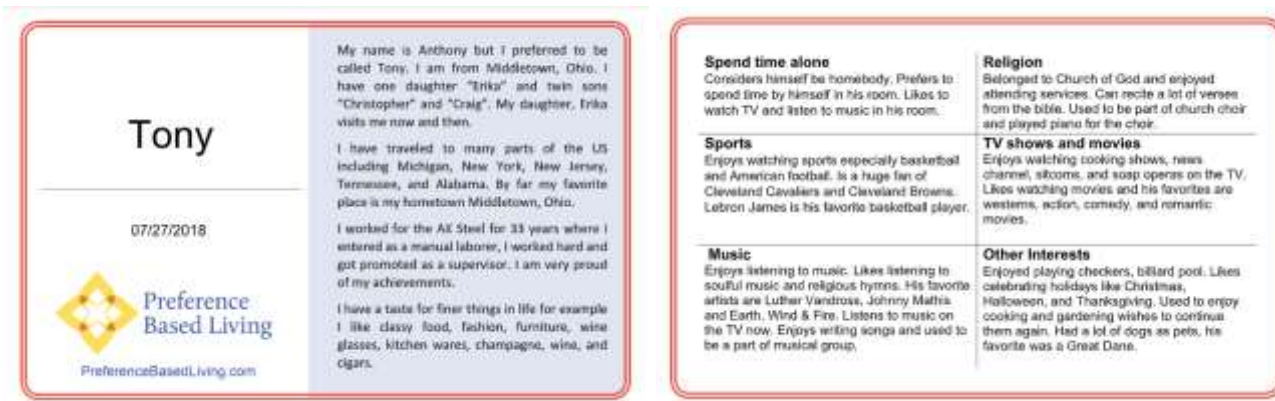 Tony
07/27/2018
Preference
Based Living
PreferenceBasedLiving.com
My name is Anthony but I preferred to be
called Tony. I am from Middletown, Ohio. I
have one daughter "Erika" and twin sons
"Christopher" and "Craig". My daughter, Erika
visits me now and then.
I have traveled to many parts of the US
including Michigan, New York, New Jersey,
Tennessee, and Alabama. By far my favorite
place is my hometown Middletown, Ohio.
I worked for the AK Steel for 33 years where I
entered as a manual laborer, I worked hard and
got promoted as a supervisor. I am very proud
of my achievements.
I have a taste for finer things in life for example
I like classy food, fashion, furniture, wine
glasses, kitchen wares, champagne, wine, and
cigars.
Spend time alone
Considers himself be homebody. Prefers to
spend time by himself in his room. Likes to
watch TV and listen to music in his room.
Religion
Belonged to Church of God and enjoyed
attending services. Can recite a lot of verses
from the bible. Used to be part of church choir
and played piano for the choir.
Sports
Enjoys watching sports especially basketball
and American football. Is a huge fan of
Cleveland Cavaliers and Cleveland Browns.
Lebron James is his favorite basketball player.
TV shows and movies
Enjoys watching cooking shows, news
channel, sitcoms, and soap operas on the TV.
Likes watching movies and his favorites are
westerns, action, comedy, and romantic
movies.
Music
Enjoys listening to music. Likes listening to
soulful music and religious hymns. His favorite
artists are Luther Vandross, Johnny Mathis
and Earth, Wind & Fire. Listens to music on
the TV now. Enjoys writing songs and used to
be a part of musical group.
Other Interests
Enjoyed playing checkers, billiard pool. Likes
celebrating holidays like Christmas,
Halloween, and Thanksgiving. Used to enjoy
cooking and gardening wishes to continue
them again. Had a lot of dogs as pets, his
favorite was a Great Dane.